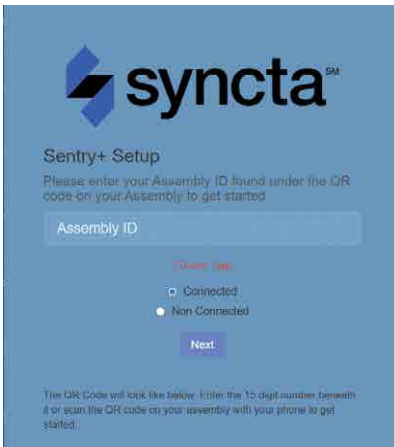 syncta℠
Sentry+ Setup
Please enter your Assembly ID found under the QR
code on your Assembly to get started
Assembly ID
Connected
Non Connected
Next
The QR Code will look like below. Enter the 15 digit number beneath
it or scan the QR code on your assembly with your phone to get
started.